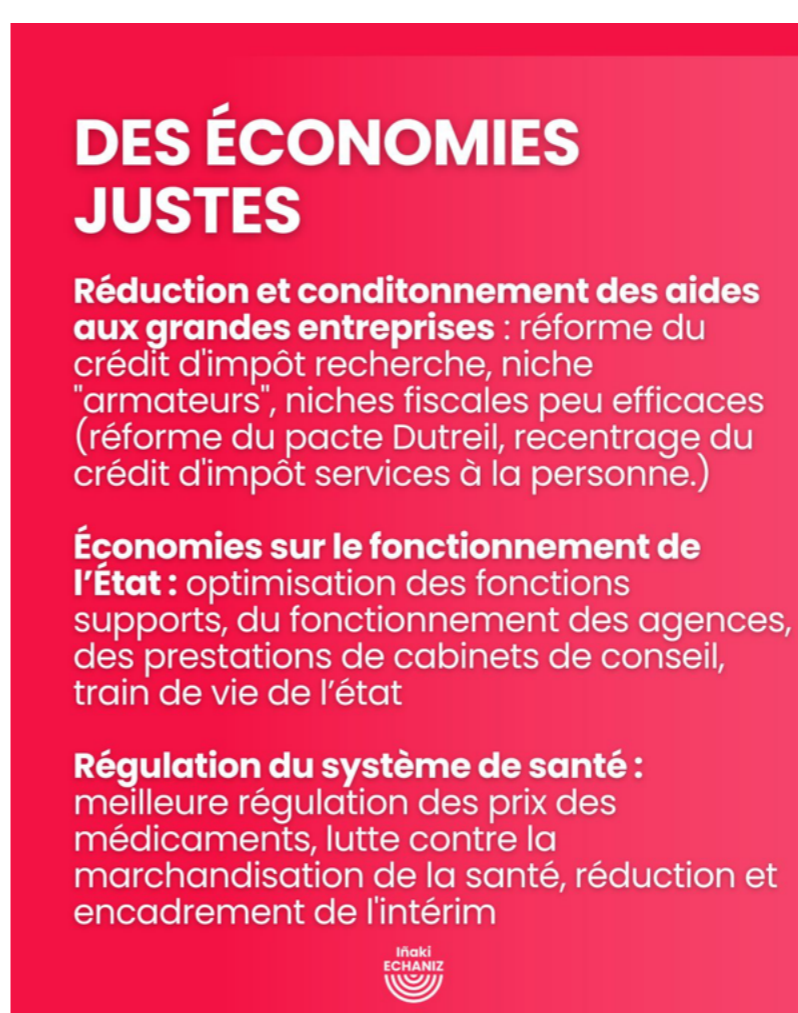 DES ÉCONOMIES
JUSTES
Réduction et conditonnement des aides
aux grandes entreprises : réforme du
crédit d'impôt recherche, niche
"armateurs", niches fiscales peu efficaces
(réforme du pacte Dutreil, recentrage du
crédit d'impôt services à la personne.)
Économies sur le fonctionnement de
l'État : optimisation des fonctions
supports, du fonctionnement des agences,
des prestations de cabinets de conseil,
train de vie de l'état
Régulation du système de santé :
meilleure régulation des prix des
médicaments, lutte contre la
marchandisation de la santé, réduction et
encadrement de l'intérim
Iñaki
ECHANIZ